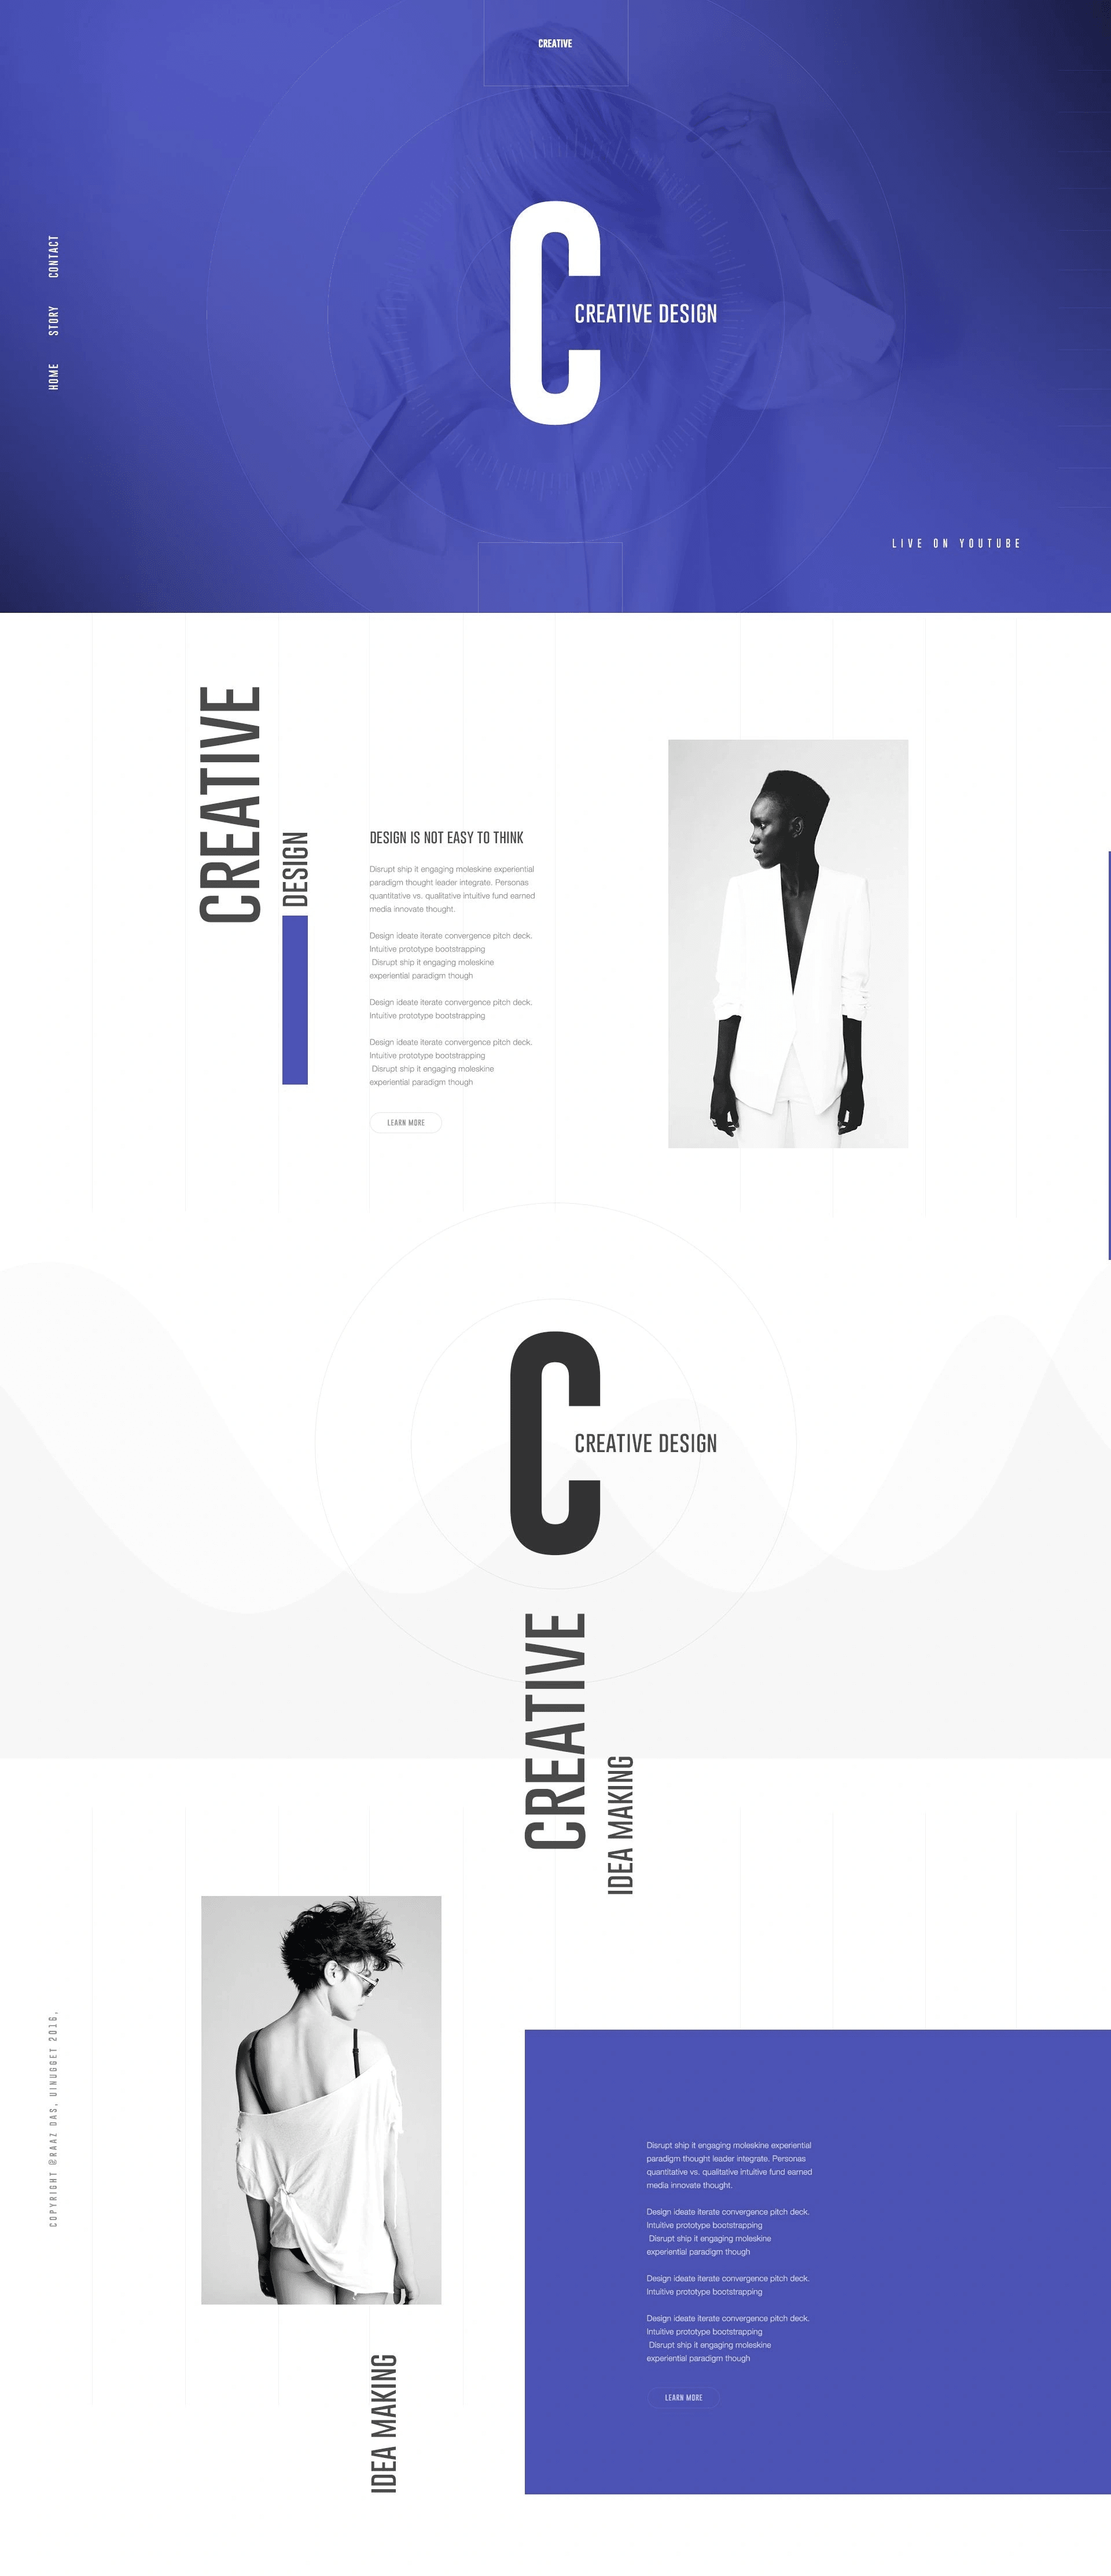 CREATIVE
CONTACT
STORY
HOME
C
CREATIVE DESIGN
LIVE ON YOUTUBE
CREATIVE
DESIGN
DESIGN IS NOT EASY TO THINK
Disrupt ship it engaging moleskine experiential
paradigm thought leader integrate. Personas
quantitative vs. qualitative intuitive fund earned
media innovate thought.
Design ideate iterate convergence pitch deck.
Intuitive prototype bootstrapping
Disrupt ship it engaging moleskine
experiential paradigm though
Design ideate iterate convergence pitch deck.
Intuitive prototype bootstrapping
Design ideate iterate convergence pitch deck.
Intuitive prototype bootstrapping
Disrupt ship it engaging moleskine
experiential paradigm though
LEARN MORE
C
CREATIVE DESIGN
CREATIVE
IDEA MAKING
COPYRIGHT @RAAZ DAS, UINUGGET 2016,
Disrupt ship it engaging moleskine experiential
paradigm thought leader integrate. Personas
quantitative vs. qualitative intuitive fund earned
media innovate thought.
Design ideate iterate convergence pitch deck.
Intuitive prototype bootstrapping
Disrupt ship it engaging moleskine
experiential paradigm though
Design ideate iterate convergence pitch deck.
Intuitive prototype bootstrapping
Design ideate iterate convergence pitch deck.
Intuitive prototype bootstrapping
Disrupt ship it engaging moleskine
experiential paradigm though
LEARN MORE
IDEA MAKING